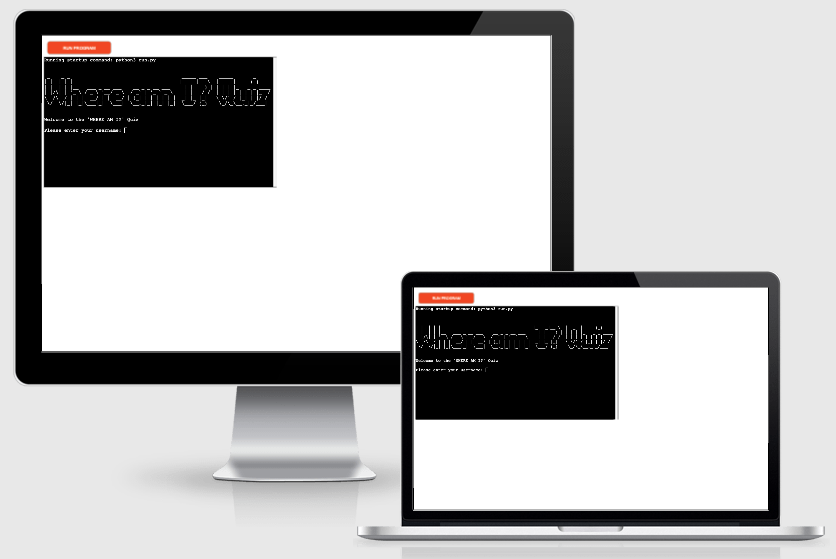 RUN PROGRAM
Running startup command: python3 run.py
Where am I? Quiz
Welcome to the 'WHERE AM I?' Quiz
Please enter your username:
RUN PROGRAM
Running startup command: python3 run.py
Where am I? Quiz
Welcome to the 'WHERE AM I?' Quiz
Please enter your username: